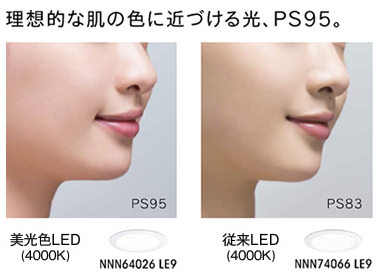 理想的な肌の色に近づける光、PS95。
PS95
PS83
美光色LED
(4000K)
NNN64026 LE9
従来LED
(4000K)
NNN74066 LE9